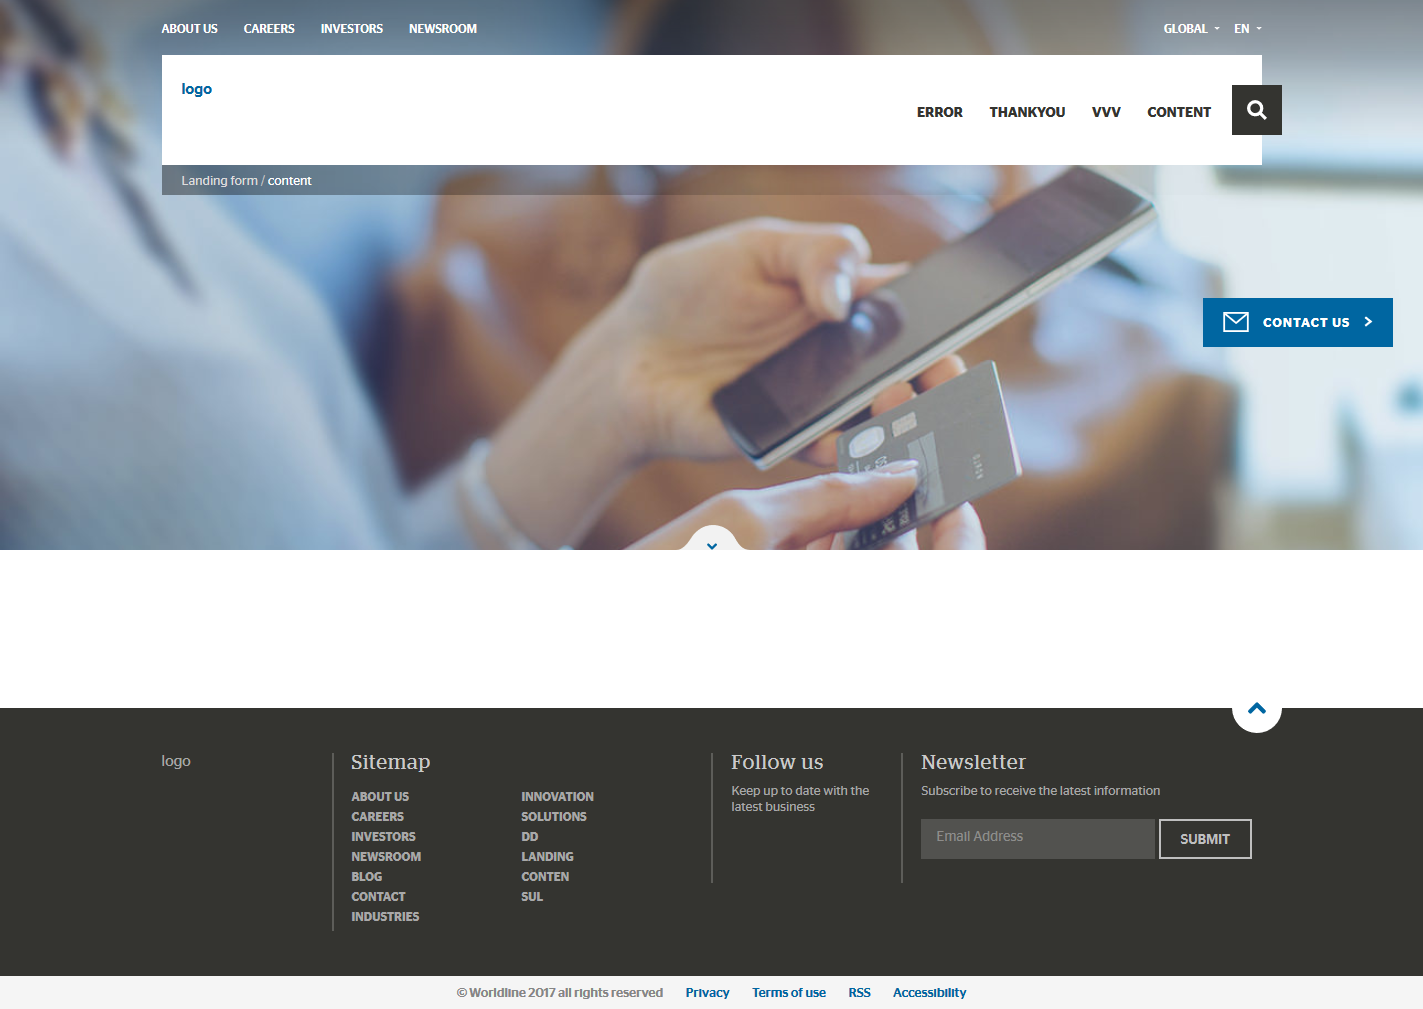 ABOUT US CAREERS INVESTORS NEWSROOM GLOBAL EN
logo
ERROR THANKYOU VVV CONTENT
Landing form / content
CONTACT US
logo
Sitemap
ABOUT US
CAREERS
INVESTORS
NEWSROOM
BLOG
CONTACT
INDUSTRIES
INNOVATION
SOLUTIONS
DD
LANDING
CONTEN
SUL
Follow us
Keep up to date with the
latest business
Newsletter
Subscribe to receive the latest information
Email Address SUBMIT
© Worldline 2017 all rights reserved Privacy Terms of use RSS Accessibility